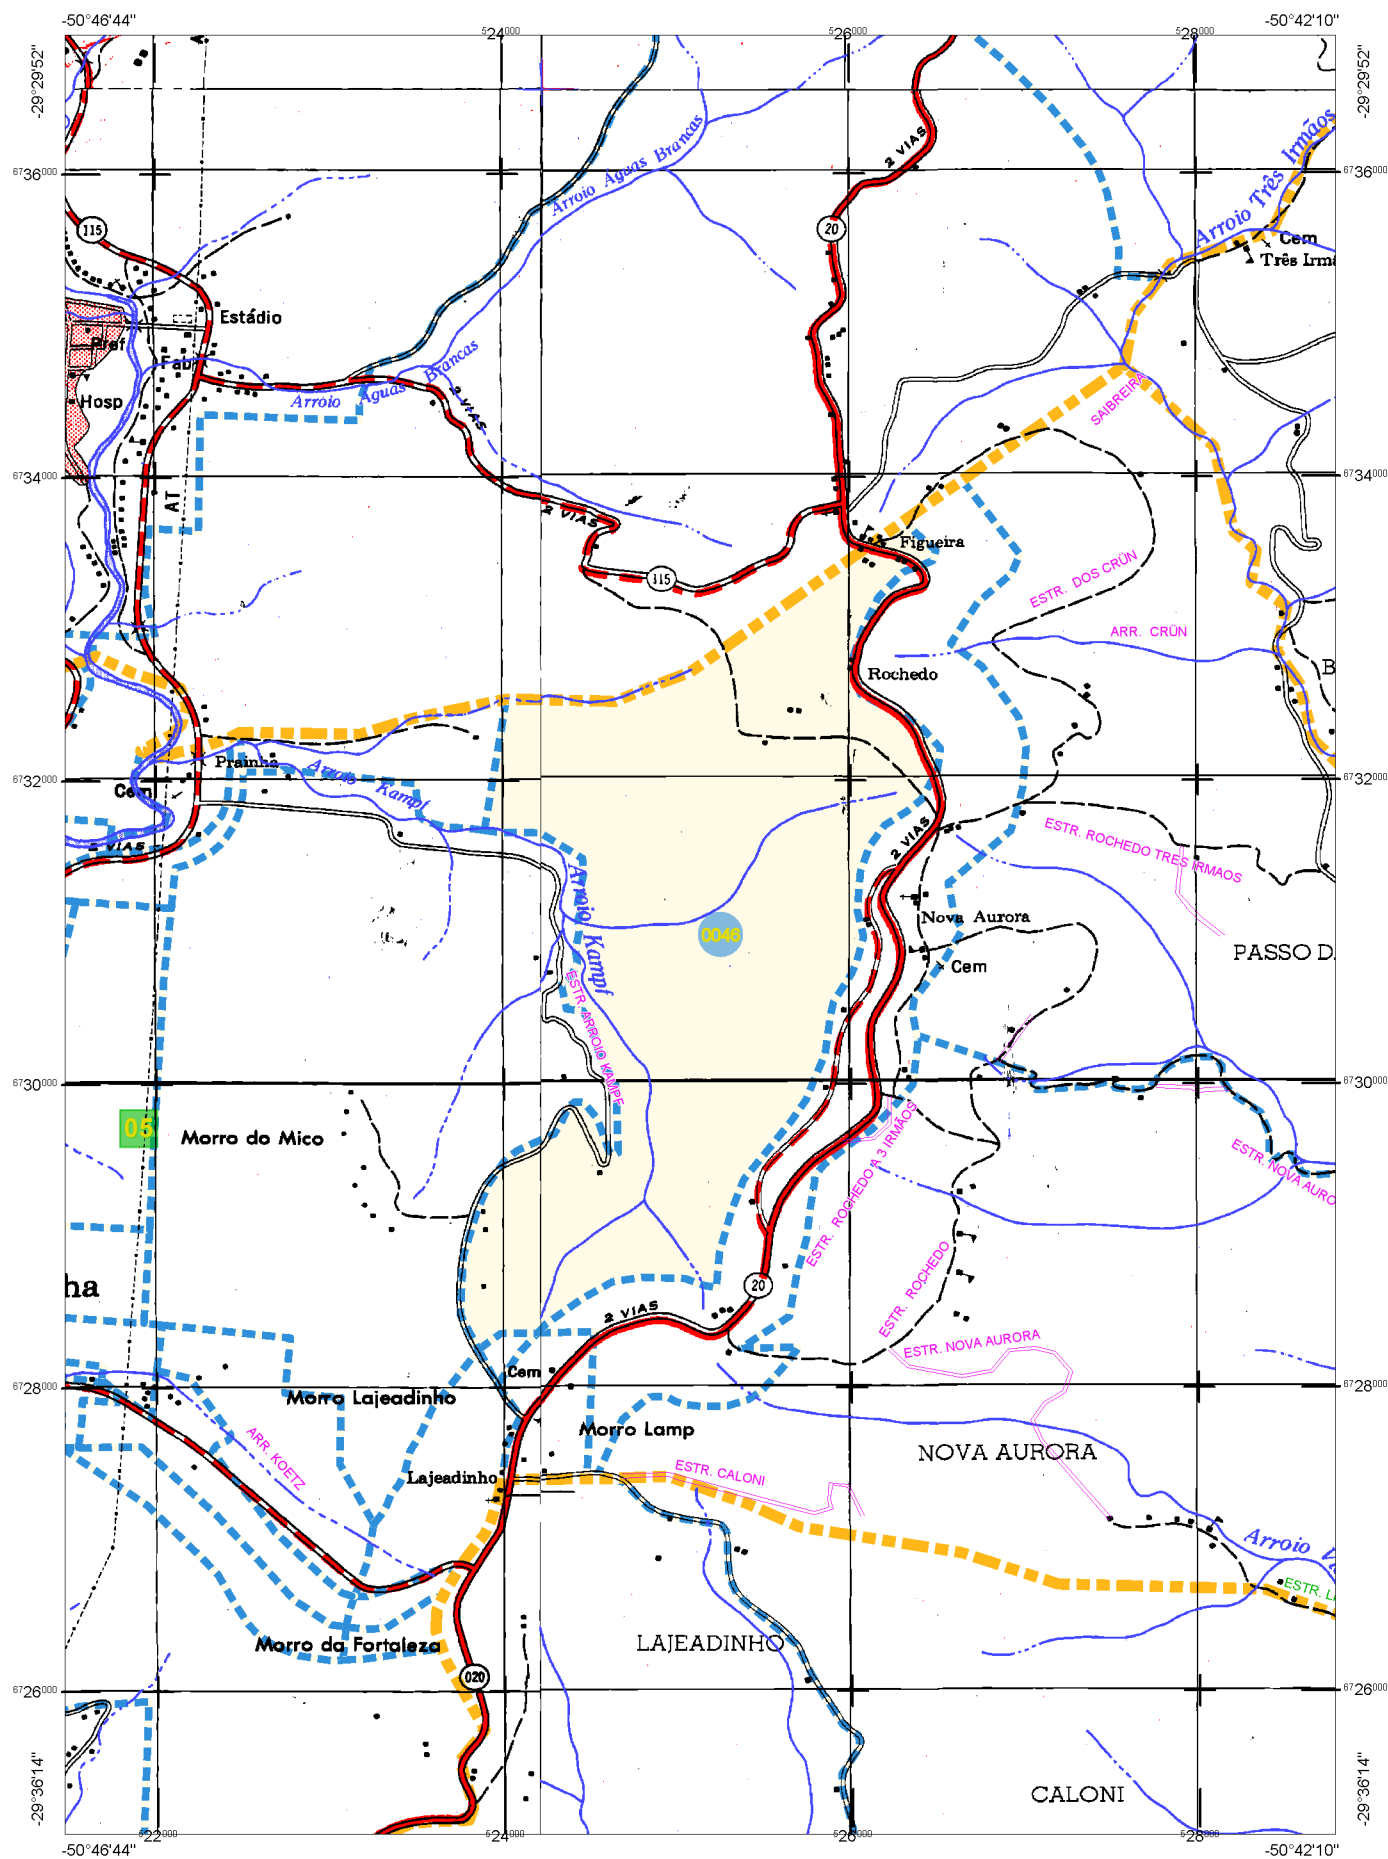 -50°46'44"
-50°42'10"
524000
526000
528000
-29°29'52"
-29°29'52"
A
2 VIAS
Arroio Aguas Brancas
Arroio Três Irmãos
6736000
6736000
115
20
Cem
Três Irmã
Estádio
Pref
Fab
Hosp
Arroio Aguas Brancas
2 VIAS
SAIBREIRA
6734000
6734000
AT
2 VIAS
Figueira
115
ESTR. DOS CRÜN
ARR. CRÜN
Rochedo
B
Prainha
Arroio Kampf
6732000
6732000
Cem
2 VIAS
2 VIAS
ESTR. ROCHEDO TRES IRMAOS
Arroio Kampf
Nova Aurora
0046
PASSO D
Cem
ESTR. ARROIO KAMPF
6730000
6730000
05
Morro do Mico
ESTR. ROCHEDO A 3 IRMÃOS
ESTR. NOVA AURO
ha
20
ESTR. ROCHEDO
2 VIAS
ESTR. NOVA AURORA
Cem
6728000
6728000
Morro Lajeadinho
Morro Lamp
NOVA AURORA
ARR. KOETZ
Lajeadinho
ESTR. CALONI
Arroio Vi
ESTR. LI
Morro da Fortaleza
LAJEADINHO
020
6726000
6726000
CALONI
-29°36'14"
-29°36'14"
522000
524000
526000
528000
-50°46'44"
-50°42'10"